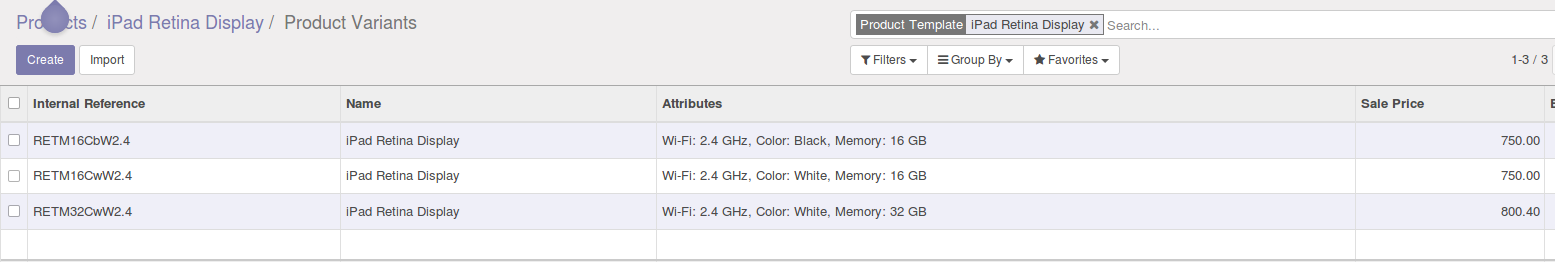 Products / iPad Retina Display / Product Variants
Product Template iPad Retina Display ✖ Search...
Create Import Filters Group By Favorites 1-3 / 3
Internal Reference Name Attributes Sale Price
RETM16CbW2.4 iPad Retina Display Wi-Fi: 2.4 GHz, Color: Black, Memory: 16 GB 750.00
RETM16CwW2.4 iPad Retina Display Wi-Fi: 2.4 GHz, Color: White, Memory: 16 GB 750.00
RETM32CwW2.4 iPad Retina Display Wi-Fi: 2.4 GHz, Color: White, Memory: 32 GB 800.40